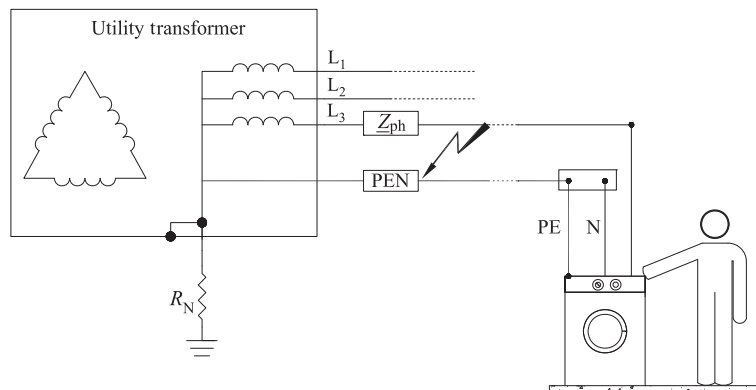 Utility transformer
L1
L2
L3
Zph
PEN
PE N
RN